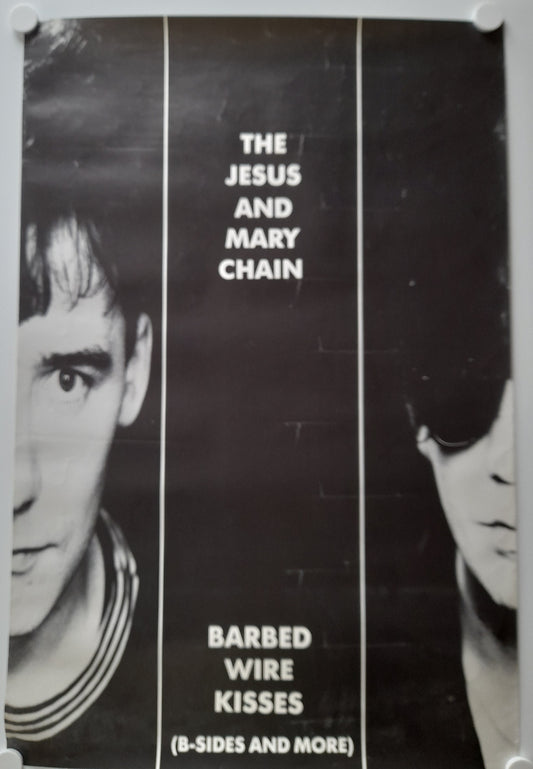 THE
JESUS
AND
MARY
CHAIN
BARBED
WIRE
KISSES
(B-SIDES AND MORE)